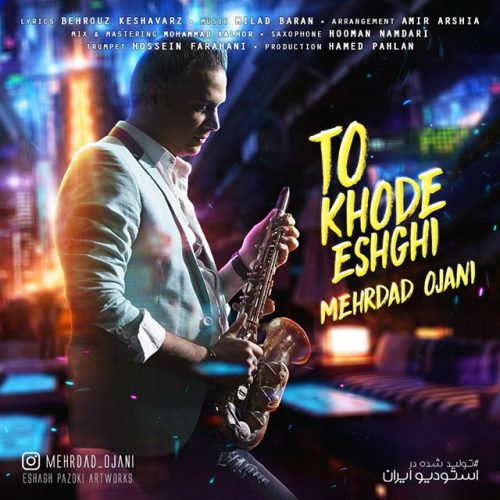 LYRICS BEHROUZ KESHAVARZ • MUSIC MILAD BARAN • ARRANGEMENT AMIR ARSHIA
MIX & MASTERING MOHAMMAD KALHOR • SAXOPHONE HOOMAN NAMDARI
TRUMPET HOSSEIN FARAHANI • PRODUCTION HAMED PAHLAN
TO
KHODE
ESHGHI
MEHRDAD OJANI
MEHRDAD_OJANI
ESHAGH PAZOKI ARTWORKS
#تولید شده در
استودیو ایران